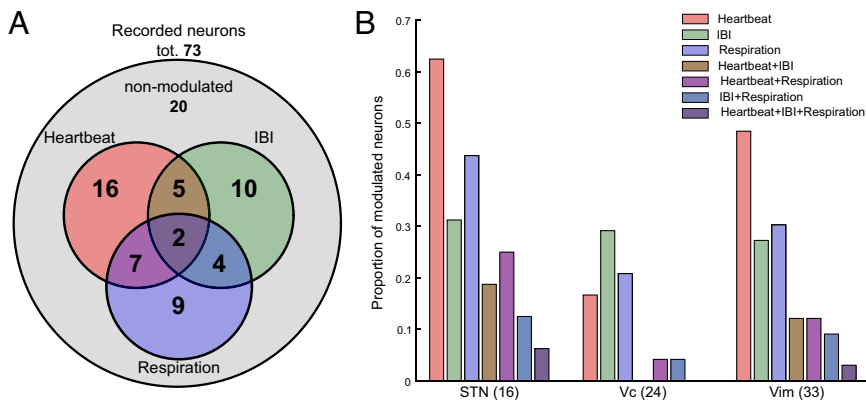 A
Recorded neurons
tot. 73
non-modulated
20
Heartbeat
IBI
16
5
10
2
7
4
9
Respiration
B
Proportion of modulated neurons
0.7
0.6
0.5
0.4
0.3
0.2
0.1
0
Heartbeat
IBI
Respiration
Heartbeat+IBI
Heartbeat+Respiration
IBI+Respiration
Heartbeat+IBI+Respiration
STN (16)
Vc (24)
Vim (33)